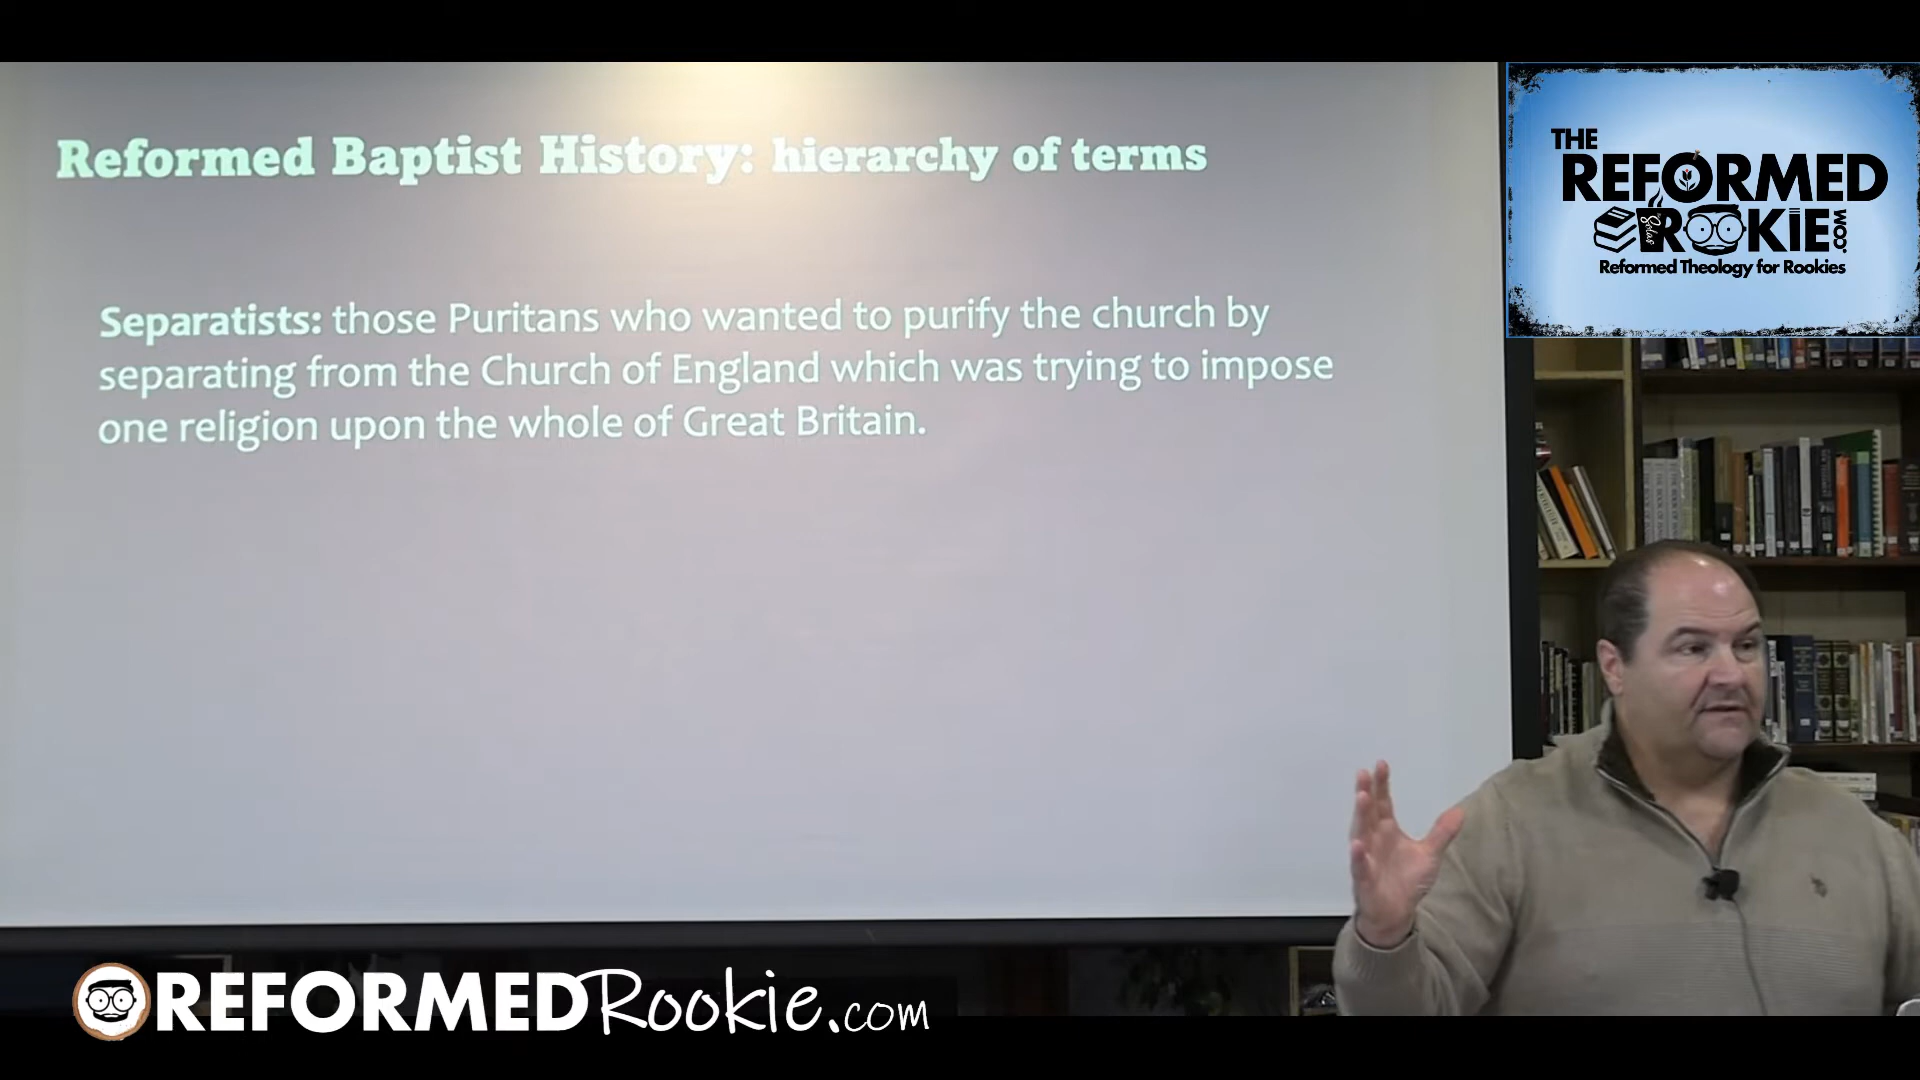 Reformed Baptist History: hierarchy of terms
Separatists: those Puritans who wanted to purify the church by
separating from the Church of England which was trying to impose
one religion upon the whole of Great Britain.
THE
REFORMED
ROOKIE.COM
Solas
Reformed Theology for Rookies
REFORMEDRookie.com